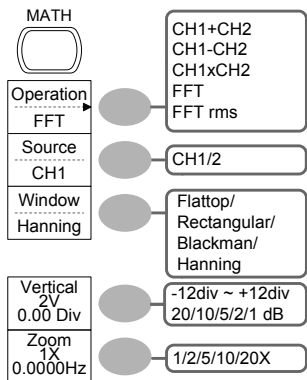 MATH
Operation
FFT
CH1+CH2
CH1-CH2
CH1xCH2
FFT
FFT rms
Source
CH1
CH1/2
Window
Hanning
Flattop/
Rectangular/
Blackman/
Hanning
Vertical
2V
0.00 Div
-12div ~ +12div
20/10/5/2/1 dB
Zoom
1X
0.0000Hz
1/2/5/10/20X